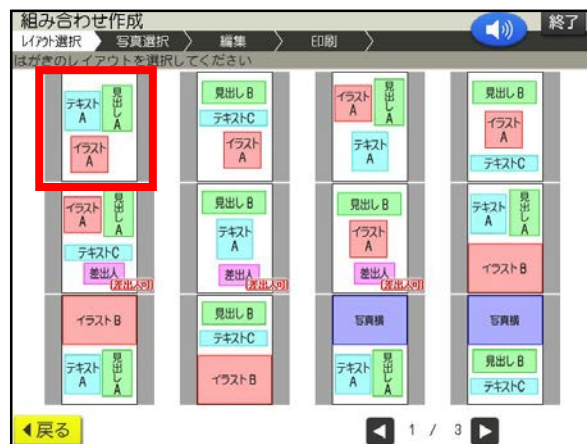 組み合わせ作成
終了
レイアウト選択 写真選択 編集 印刷
はがきのレイアウトを選択してください
テキストA 見出しA イラストA
見出しB テキストC イラストA
イラストA 見出しA テキストA
見出しB イラストA テキストC
イラストA 見出しA テキストC 差出人 差出人可
見出しB テキストA 差出人 差出人可
見出しB イラストA 差出人 差出人可
テキストA 見出しA イラストB
イラストB テキストA 見出しA
見出しB テキストC イラストB
写真横 テキストA 見出しA
写真横 見出しB テキストC
戻る
1 / 3